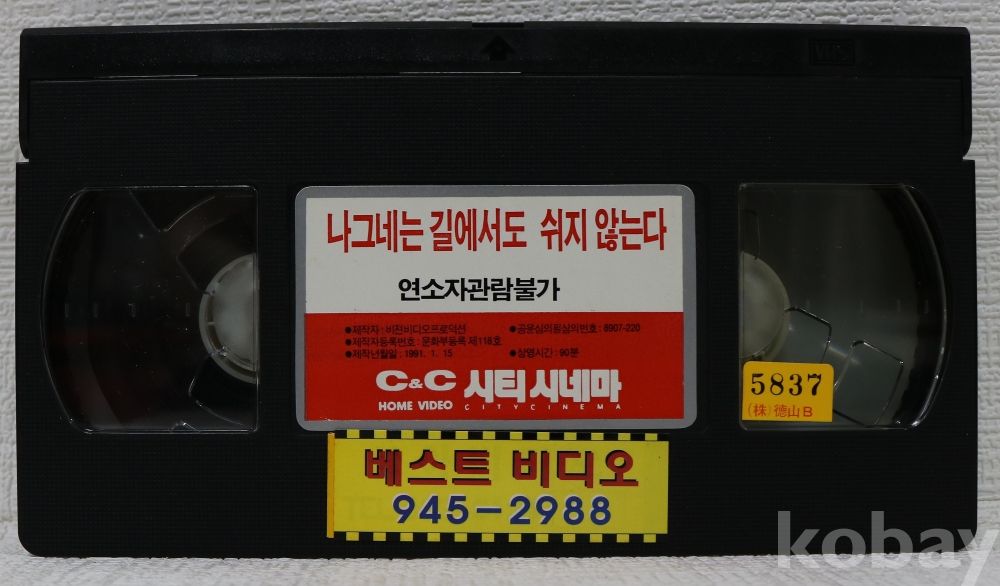 VHS
나그네는 길에서도 쉬지 않는다
연소자관람불가
●제작자 : 비전비디오프로덕션 ●공윤심의필심의번호 : 8907-220
●제작자등록번호 : 문화부등록 제118호
●제작년월일 : 1991. 1. 15 ●상영시간 : 90분
C&C 시티시네마
HOME VIDEO CITYCINEMA
5837
(株) 德山 B
베스트 비디오
945-2988
kobay